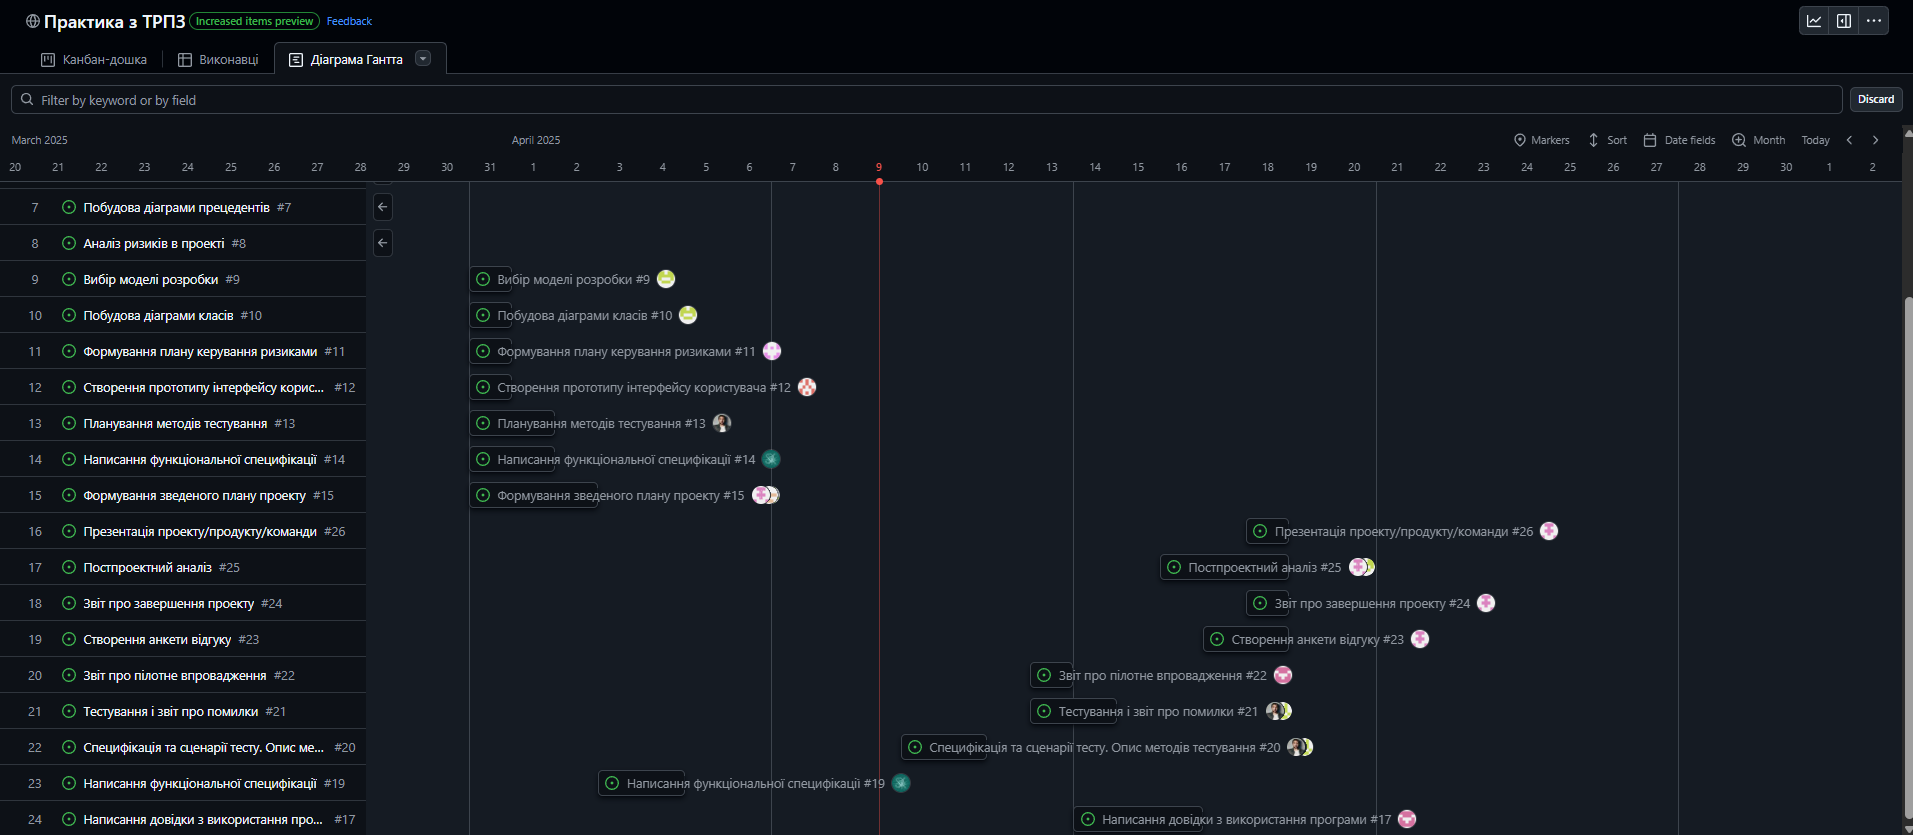 Практика з ТРПЗ Increased items preview Feedback
Канбан-дошка Виконавці Діаграма Гантта
Filter by keyword or by field Discard
March 2025 April 2025 Markers Sort Date fields Month Today
20 21 22 23 24 25 26 27 28 29 30 31 1 2 3 4 5 6 7 8 9 10 11 12 13 14 15 16 17 18 19 20 21 22 23 24 25 26 27 28 29 30 1 2
7 Побудова діаграми прецедентів #7
8 Аналіз ризиків в проекті #8
9 Вибір моделі розробки #9 Вибір моделі розробки #9
10 Побудова діаграми класів #10 Побудова діаграми класів #10
11 Формування плану керування ризиками #11 Формування плану керування ризиками #11
12 Створення прототипу інтерфейсу корис... #12 Створення прототипу інтерфейсу користувача #12
13 Планування методів тестування #13 Планування методів тестування #13
14 Написання функціональної специфікації #14 Написання функціональної специфікації #14
15 Формування зведеного плану проекту #15 Формування зведеного плану проекту #15
16 Презентація проекту/продукту/команди #26 Презентація проекту/продукту/команди #26
17 Постпроектний аналіз #25 Постпроектний аналіз #25
18 Звіт про завершення проекту #24 Звіт про завершення проекту #24
19 Створення анкети відгуку #23 Створення анкети відгуку #23
20 Звіт про пілотне впровадження #22 Звіт про пілотне впровадження #22
21 Тестування і звіт про помилки #21 Тестування і звіт про помилки #21
22 Специфікація та сценарії тесту. Опис ме... #20 Специфікація та сценарії тесту. Опис методів тестування #20
23 Написання функціональної специфікації #19 Написання функціональної специфікації #19
24 Написання довідки з використання про... #17 Написання довідки з використання програми #17